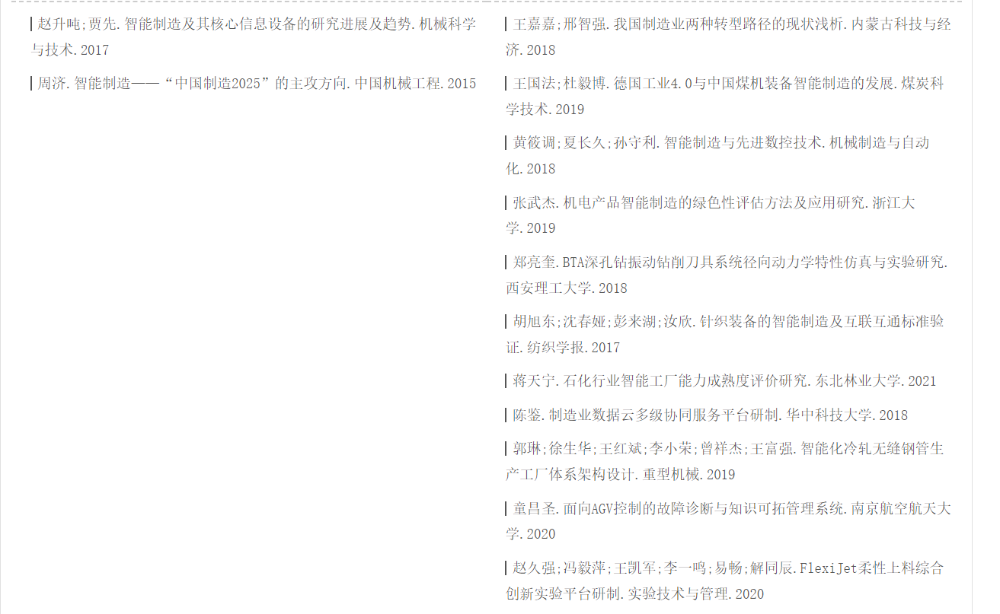 赵升吨;贾先.智能制造及其核心信息设备的研究进展及趋势.机械科学
与技术.2017
周济.智能制造——“中国制造2025”的主攻方向.中国机械工程.2015
王嘉嘉;邢智强.我国制造业两种转型路径的现状浅析.内蒙古科技与经
济.2018
王国法;杜毅博.德国工业4.0与中国煤机装备智能制造的发展.煤炭科
学技术.2019
黄筱调;夏长久;孙守利.智能制造与先进数控技术.机械制造与自动
化.2018
张武杰.机电产品智能制造的绿色性评估方法及应用研究.浙江大
学.2019
郑亮奎.BTA深孔钻振动钻削刀具系统径向动力学特性仿真与实验研究.
西安理工大学.2018
胡旭东;沈春娅;彭来湖;汝欣.针织装备的智能制造及互联互通标准验
证.纺织学报.2017
蒋天宁.石化行业智能工厂能力成熟度评价研究.东北林业大学.2021
陈鉴.制造业数据云多级协同服务平台研制.华中科技大学.2018
郭琳;徐生华;王红斌;李小荣;曾祥杰;王富强.智能化冷轧无缝钢管生
产工厂体系架构设计.重型机械.2019
童昌圣.面向AGV控制的故障诊断与知识可拓管理系统.南京航空航天大
学.2020
赵久强;冯毅萍;王凯军;李一鸣;易畅;解同辰.FlexiJet柔性上料综合
创新实验平台研制.实验技术与管理.2020